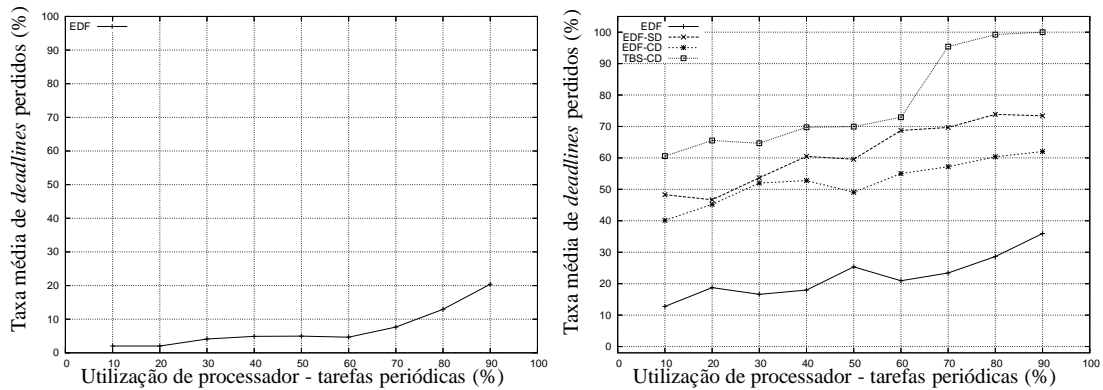 Taxa média de deadlines perdidos (%)
EDF
100
90
80
70
60
50
40
30
20
10
0
0 10 20 30 40 50 60 70 80 90 100
Utilização de processador - tarefas periódicas (%)
Taxa média de deadlines perdidos (%)
EDF
EDF-SD
EDF-CD
TBS-CD
100
90
80
70
60
50
40
30
20
10
0
0 10 20 30 40 50 60 70 80 90 100
Utilização de processador - tarefas periódicas (%)